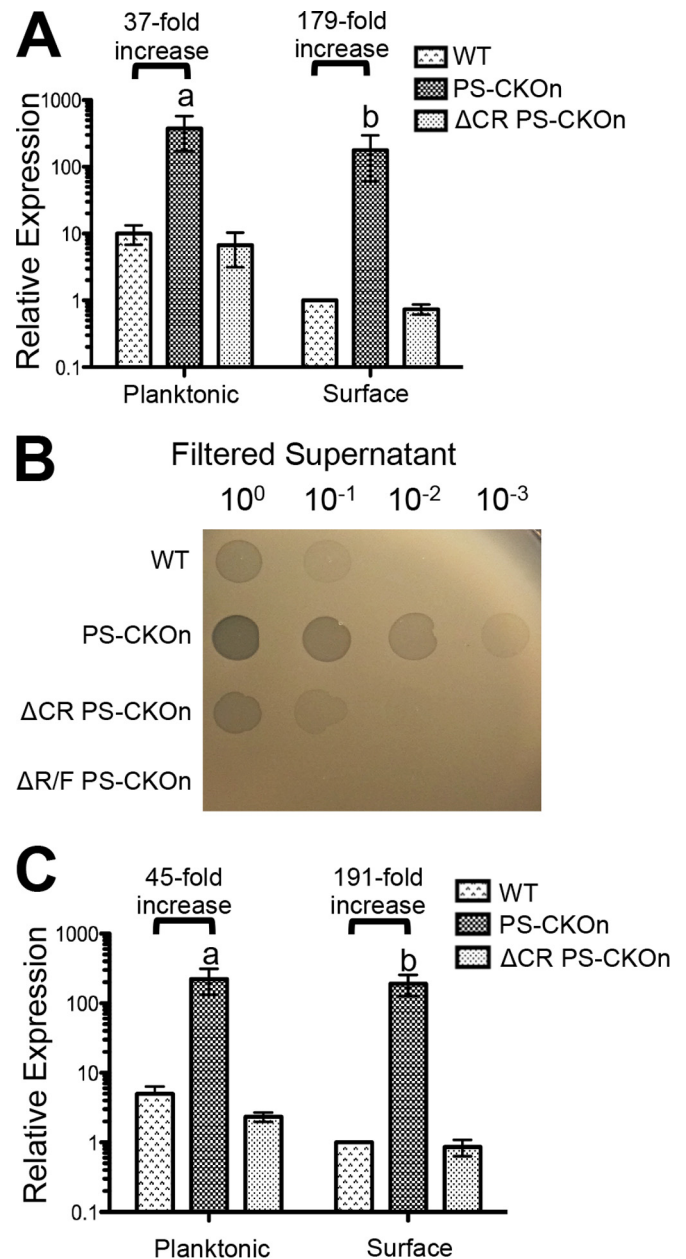 A
37-fold
increase
179-fold
increase
WT
PS-CKOn
ΔCR PS-CKOn
a
b
1000
100
10
1
0.1
Relative Expression
Planktonic
Surface
B
Filtered Supernatant
10⁰ 10⁻¹ 10⁻² 10⁻³
WT
PS-CKOn
ΔCR PS-CKOn
ΔR/F PS-CKOn
C
45-fold
increase
191-fold
increase
WT
PS-CKOn
ΔCR PS-CKOn
a
b
1000
100
10
1
0.1
Relative Expression
Planktonic
Surface